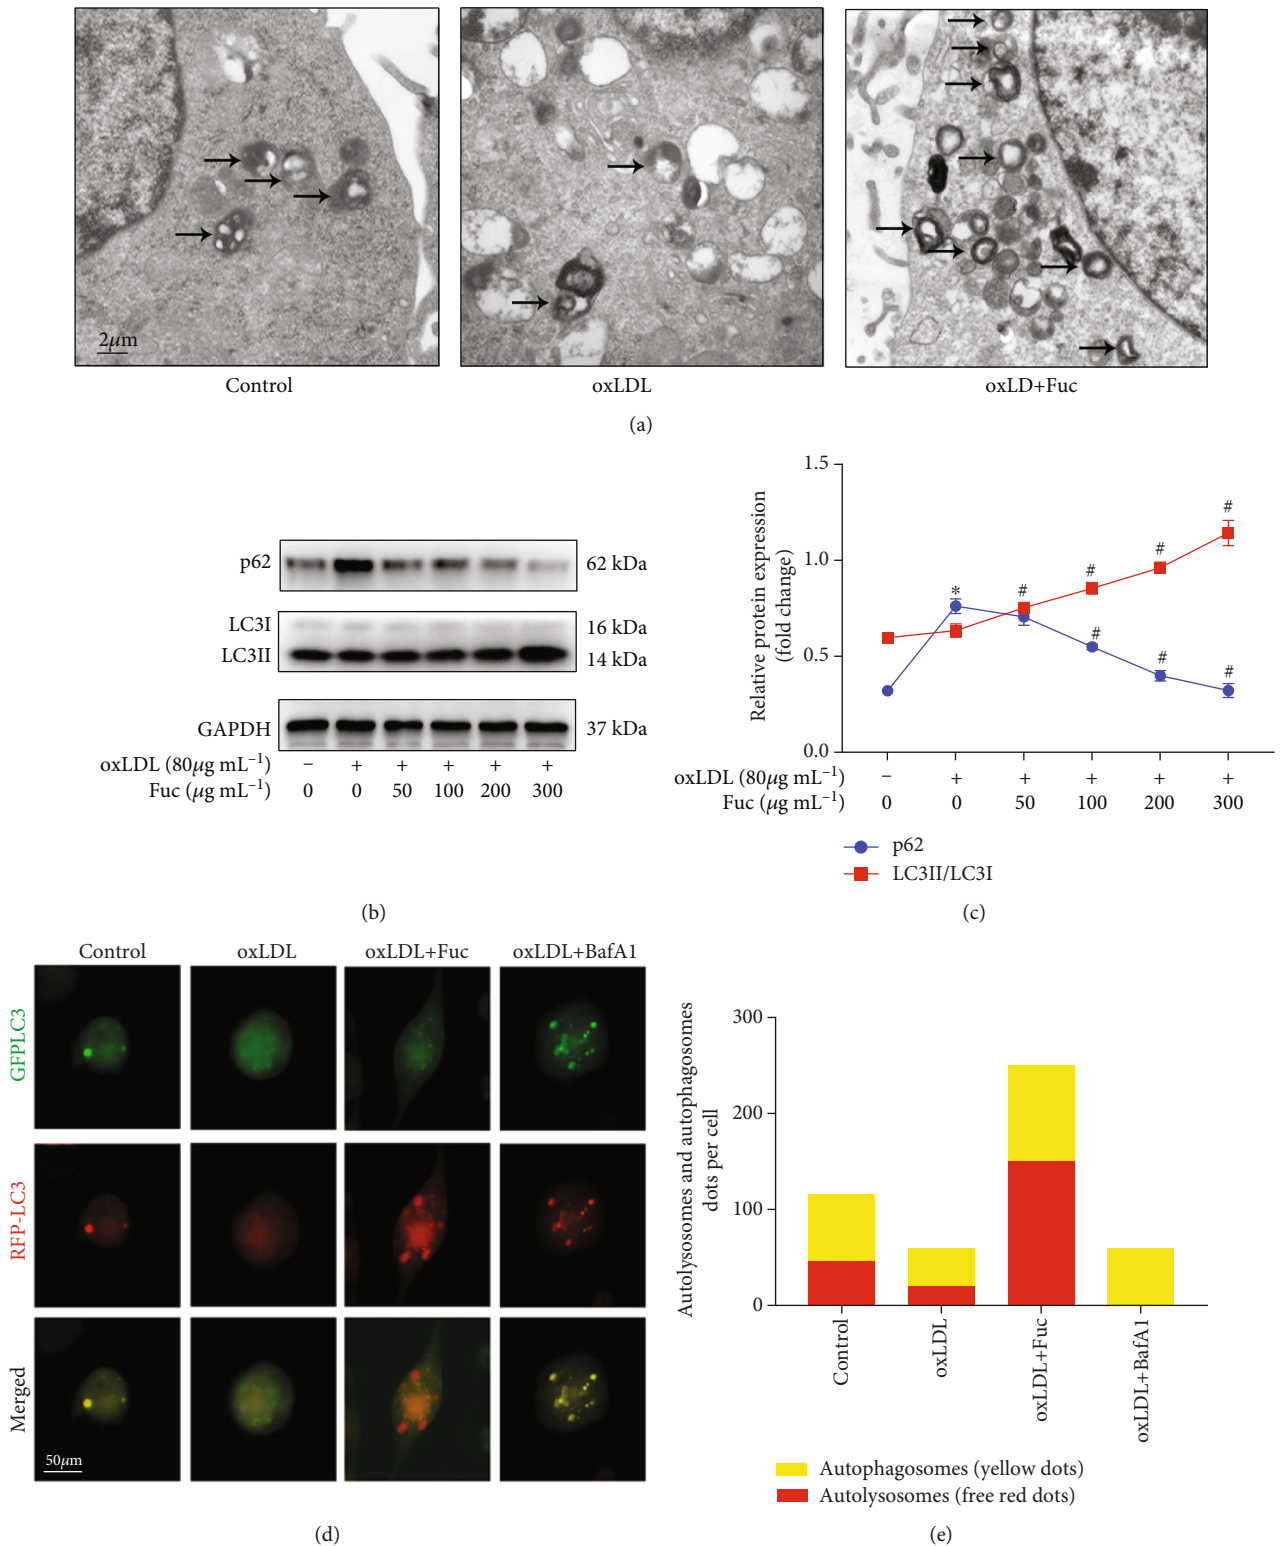 2μm
Control
oxLDL
oxLD+Fuc
(a)
p62
62 kDa
LC3I
16 kDa
LC3II
14 kDa
GAPDH
37 kDa
oxLDL (80μg mL⁻¹) − + + + + +
Fuc (μg mL⁻¹) 0 0 50 100 200 300
(b)
Relative protein expression
(fold change)
1.5
1.0
0.5
0.0
* # # # # # # #
oxLDL (80μg mL⁻¹) − + + + + +
Fuc (μg mL⁻¹) 0 0 50 100 200 300
p62
LC3II/LC3I
(c)
Control oxLDL oxLDL+Fuc oxLDL+BafA1
GFPLC3
RFP-LC3
Merged
50μm
(d)
Autolysosomes and autophagosomes
dots per cell
300
200
100
0
Control
oxLDL
oxLDL+Fuc
oxLDL+BafA1
Autophagosomes (yellow dots)
Autolysosomes (free red dots)
(e)